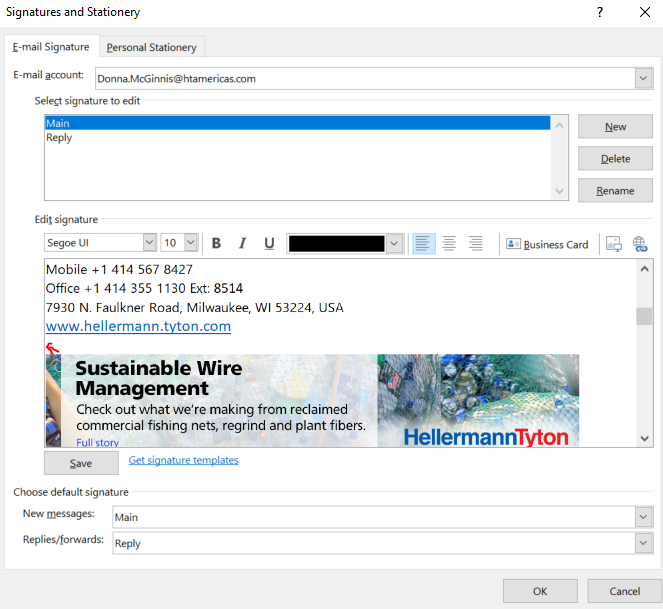 Signatures and Stationery
? ×
E-mail Signature Personal Stationery
E-mail account: Donna.McGinnis@htamericas.com
Select signature to edit
Main
Reply
New
Delete
Rename
Edit signature
Segoe UI 10 B I U Business Card
Mobile +1 414 567 8427
Office +1 414 355 1130 Ext: 8514
7930 N. Faulkner Road, Milwaukee, WI 53224, USA
www.hellermann.tyton.com
Sustainable Wire
Management
Check out what we're making from reclaimed
commercial fishing nets, regrind and plant fibers.
Full story
HellermannTyton
Save Get signature templates
Choose default signature
New messages: Main
Replies/forwards: Reply
OK Cancel